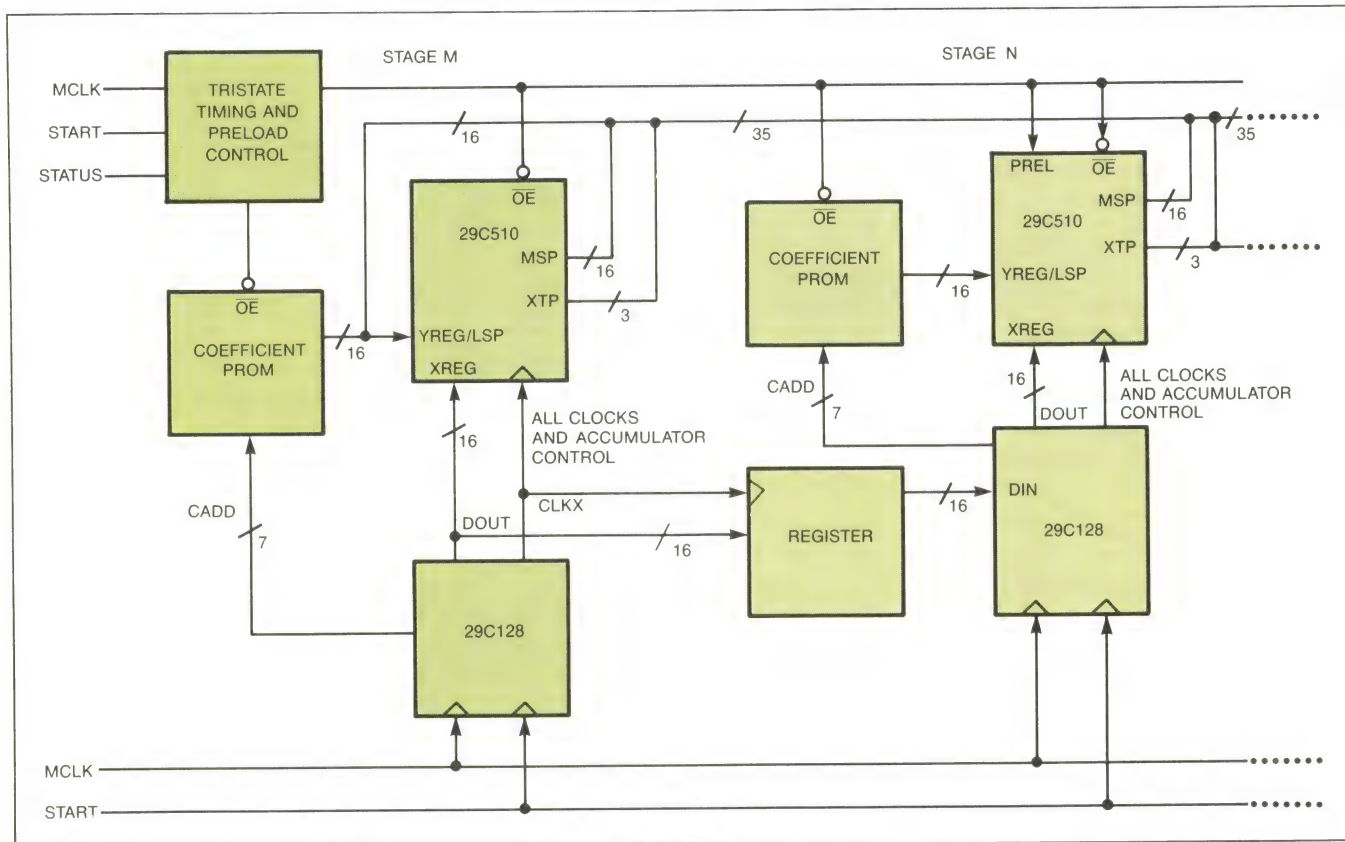 STAGE M
STAGE N
MCLK
START
STATUS
TRISTATE
TIMING AND
PRELOAD
CONTROL
16
35
35
OE
29C510
MSP
16
XTP
3
YREG/LSP
XREG
OE
COEFFICIENT
PROM
16
OE
COEFFICIENT
PROM
16
PREL
OE
MSP
16
29C510
XTP
3
YREG/LSP
XREG
CADD
7
16
ALL CLOCKS
AND ACCUMULATOR
CONTROL
CLKX
DOUT
16
REGISTER
16
CADD
7
16
DOUT
ALL CLOCKS
AND ACCUMULATOR
CONTROL
DIN
29C128
29C128
MCLK
START